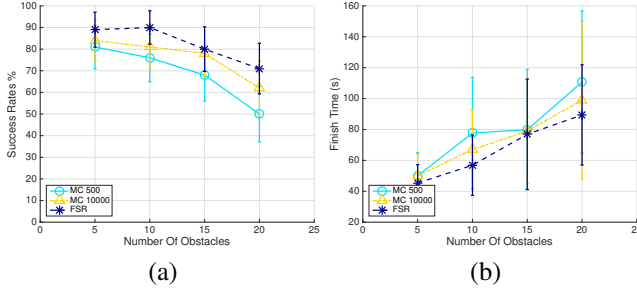 100
90
80
70
60
50
40
30
20
10
0
Success Rates %
MC 500
MC 10000
FSR
0 5 10 15 20 25
Number Of Obstacles
(a)
160
140
120
100
80
60
40
20
Finish Time (s)
MC 500
MC 10000
FSR
0 5 10 15 20 25
Number Of Obstacles
(b)